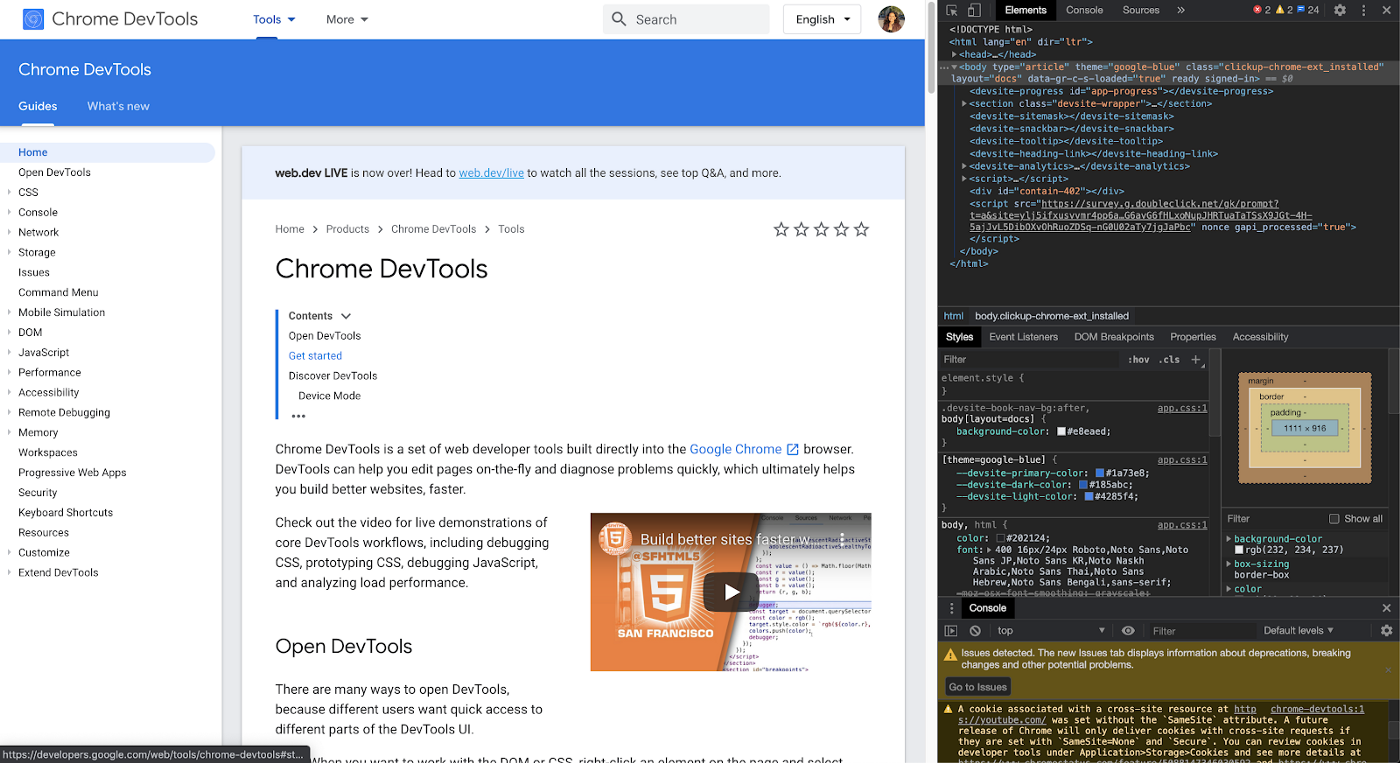 Chrome DevTools
Tools
More
Search
English
Chrome DevTools
Guides
What's new
Home
Open DevTools
CSS
Console
Network
Storage
Issues
Command Menu
Mobile Simulation
DOM
JavaScript
Performance
Accessibility
Remote Debugging
Memory
Workspaces
Progressive Web Apps
Security
Keyboard Shortcuts
Resources
Customize
Extend DevTools
https://developers.google.com/web/tools/chrome-devtools#st...
web.dev LIVE is now over! Head to web.dev/live to watch all the sessions, see top Q&A, and more.
Home > Products > Chrome DevTools > Tools
Chrome DevTools
Contents
Open DevTools
Get started
Discover DevTools
Device Mode
•••
Chrome DevTools is a set of web developer tools built directly into the Google Chrome browser.
DevTools can help you edit pages on-the-fly and diagnose problems quickly, which ultimately helps
you build better websites, faster.
Check out the video for live demonstrations of
core DevTools workflows, including debugging
CSS, prototyping CSS, debugging JavaScript,
and analyzing load performance.
Build better sites faster w
@SFHTML5
SAN FRANCISCO
Open DevTools
There are many ways to open DevTools,
because different users want quick access to
different parts of the DevTools UI.
When you want to work with the DOM or CSS, right-click an element on the page and select
Elements
Console
Sources
»
2
2
24
<!DOCTYPE html>
<html lang="en" dir="ltr">
<head>…</head>
<body type="article" theme="google-blue" class="clickup-chrome-ext_installed"
layout="docs" data-gr-c-s-loaded="true" ready signed-in> == $0
<devsite-progress id="app-progress"></devsite-progress>
<section class="devsite-wrapper">…</section>
<devsite-sitemask></devsite-sitemask>
<devsite-snackbar></devsite-snackbar>
<devsite-tooltip></devsite-tooltip>
<devsite-heading-link></devsite-heading-link>
<devsite-analytics>…</devsite-analytics>
<script>…</script>
<div id="contain-402"></div>
<script src="https://survey.g.doubleclick.net/gk/prompt?
nonce gapi_processed="true">
</script>
</body>
</html>
html
body.clickup-chrome-ext_installed
Styles
Event Listeners
DOM Breakpoints
Properties
Accessibility
Filter
:hov .cls +
element.style {
}
.devsite-book-nav-bg:after, app.css:1
body[layout=docs] {
background-color: #e8eaed;
}
[theme=google-blue] { app.css:1
--devsite-primary-color: #1a73e8;
--devsite-dark-color: #185abc;
--devsite-light-color: #4285f4;
}
body, html { app.css:1
color: #202124;
font: 400 16px/24px Roboto,Noto Sans,Noto
Sans JP,Noto Sans KR,Noto Naskh
Arabic,Noto Sans Thai,Noto Sans
Hebrew,Noto Sans Bengali,sans-serif;
-moz-osx-font-smoothing: grayscale;
margin -
border -
padding -
1111 × 916
Filter
Show all
background-color
rgb(232, 234, 237)
box-sizing
border-box
color
Console
top
Filter
Default levels
Issues detected. The new Issues tab displays information about deprecations, breaking
changes and other potential problems.
Go to Issues
A cookie associated with a cross-site resource at http chrome-devtools:1
s://youtube.com/ was set without the `SameSite` attribute. A future
release of Chrome will only deliver cookies with cross-site requests if
they are set with `SameSite=None` and `Secure`. You can review cookies in
developer tools under Application>Storage>Cookies and see more details at